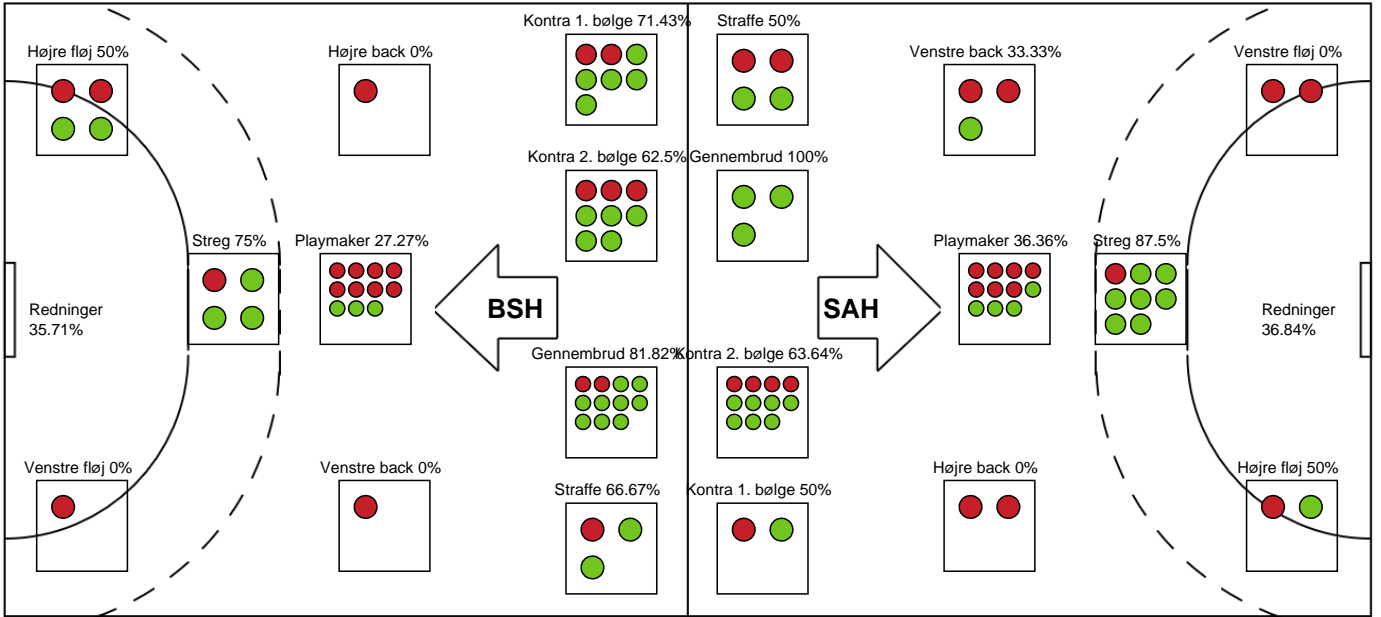 Kontra 1. bølge 71.43%
Straffe 50%
Højre fløj 50%
Højre back 0%
Venstre back 33.33%
Venstre fløj 0%
Kontra 2. bølge 62.5%
Gennembrud 100%
Streg 75%
Playmaker 27.27%
Playmaker 36.36%
Streg 87.5%
Redninger
35.71%
BSH
SAH
Redninger
36.84%
Gennembrud 81.82%
Kontra 2. bølge 63.64%
Venstre fløj 0%
Venstre back 0%
Højre back 0%
Højre fløj 50%
Straffe 66.67%
Kontra 1. bølge 50%